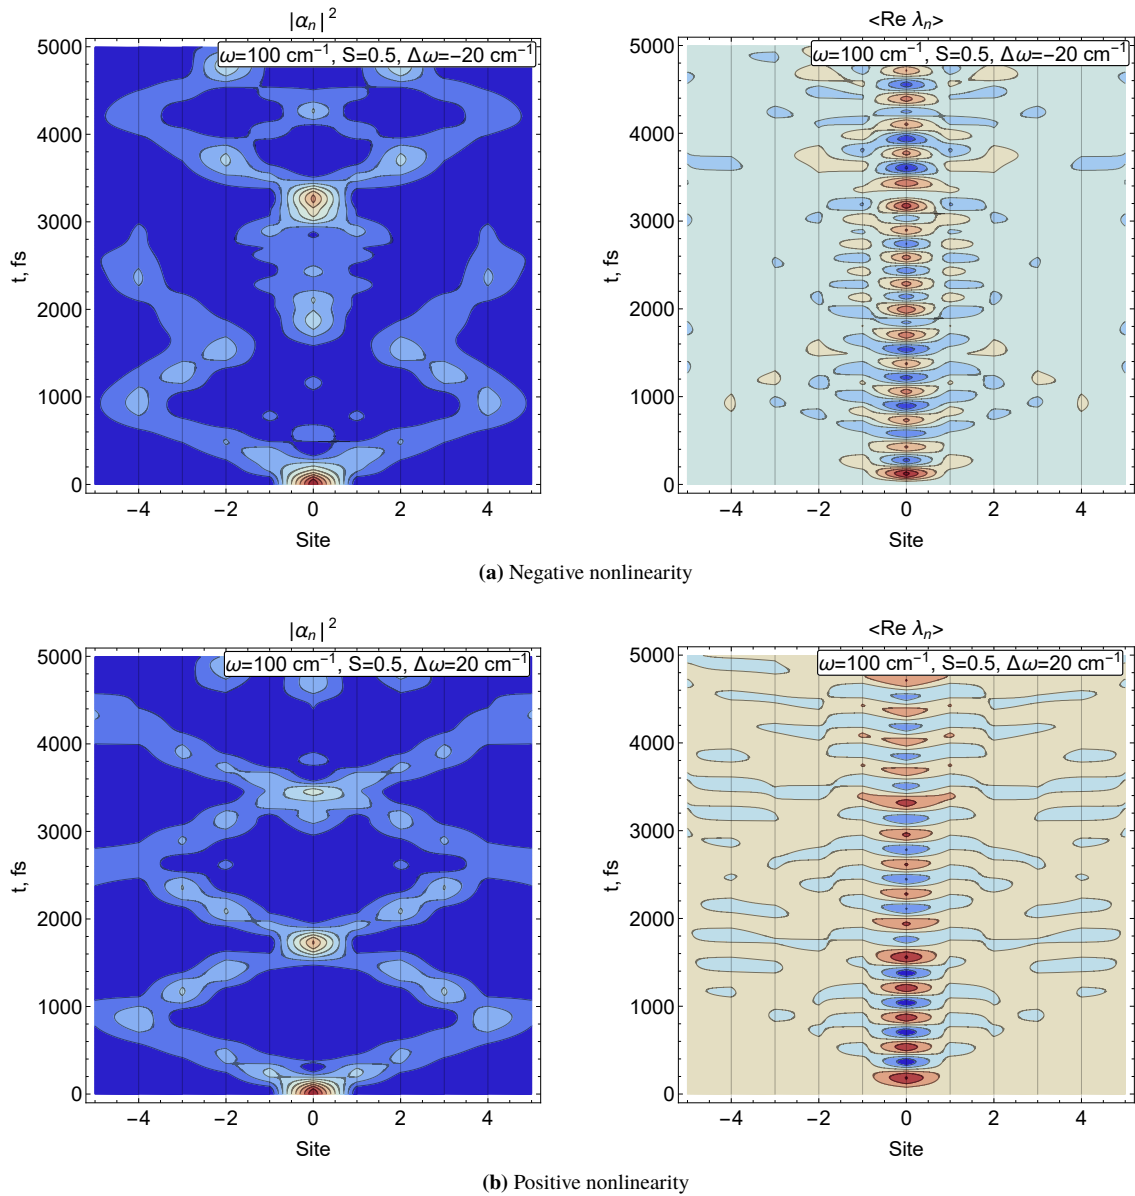 |αₙ|²
<Re λₙ>
ω=100 cm⁻¹, S=0.5, Δω=−20 cm⁻¹
ω=100 cm⁻¹, S=0.5, Δω=−20 cm⁻¹
5000
4000
3000
2000
1000
0
t, fs
−4
−2
0
2
4
Site
5000
4000
3000
2000
1000
0
t, fs
−4
−2
0
2
4
Site
(a) Negative nonlinearity
|αₙ|²
<Re λₙ>
ω=100 cm⁻¹, S=0.5, Δω=20 cm⁻¹
ω=100 cm⁻¹, S=0.5, Δω=20 cm⁻¹
5000
4000
3000
2000
1000
0
t, fs
−4
−2
0
2
4
Site
5000
4000
3000
2000
1000
0
t, fs
−4
−2
0
2
4
Site
(b) Positive nonlinearity